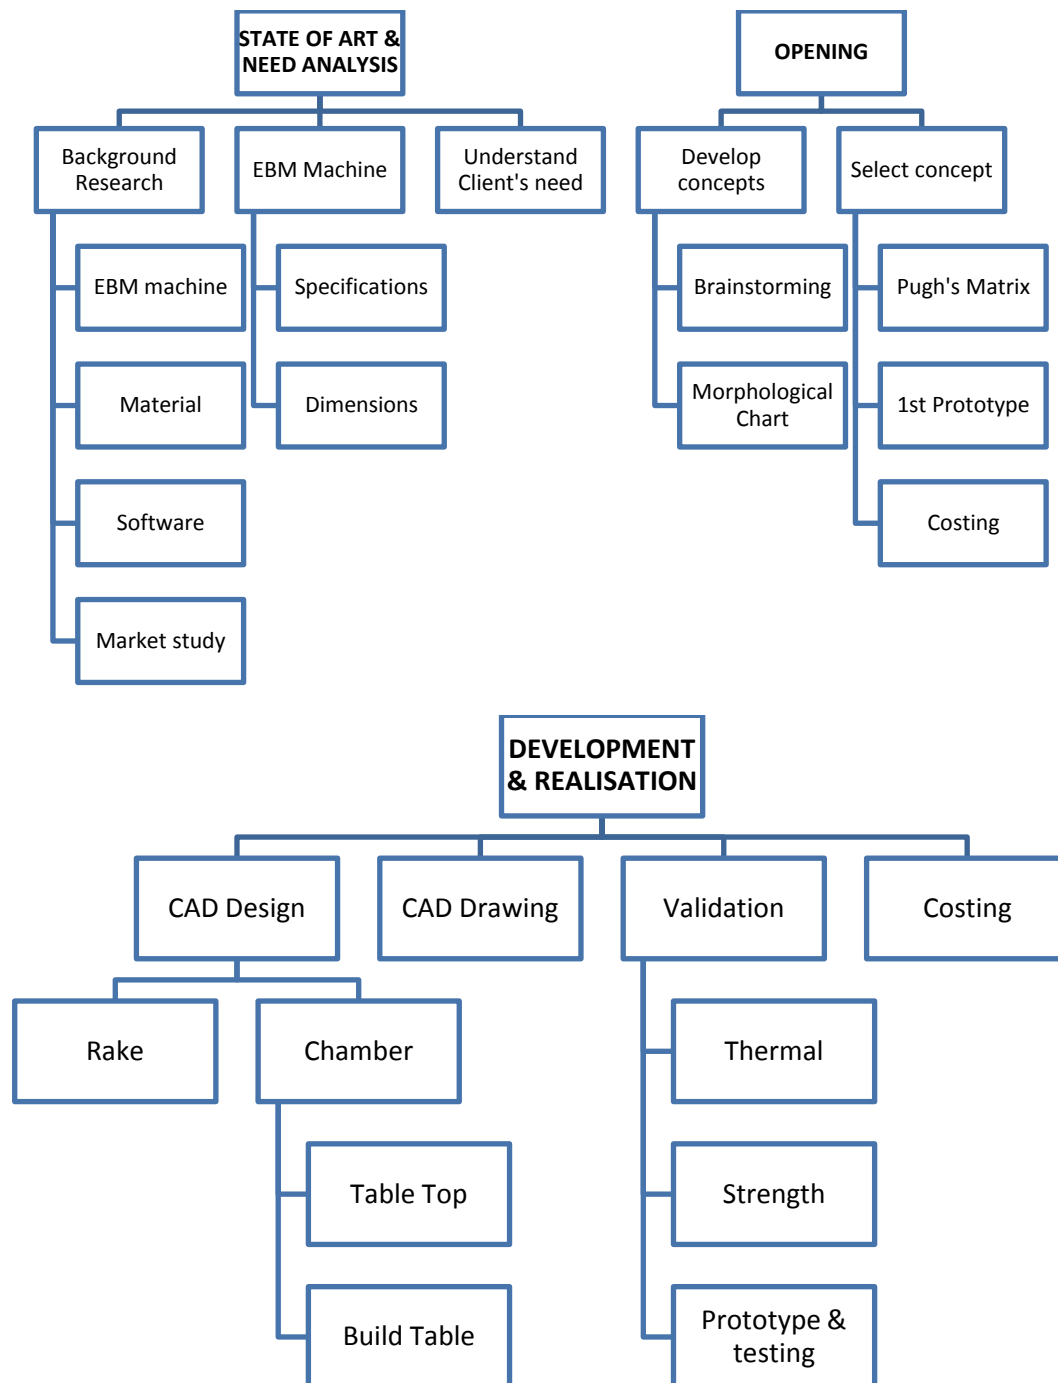 STATE OF ART &
NEED ANALYSIS
Background
Research
EBM Machine
Understand
Client's need
EBM machine
Specifications
Material
Dimensions
Software
Market study
OPENING
Develop
concepts
Select concept
Brainstorming
Pugh's Matrix
Morphological
Chart
1st Prototype
Costing
DEVELOPMENT
& REALISATION
CAD Design
CAD Drawing
Validation
Costing
Rake
Chamber
Thermal
Table Top
Strength
Build Table
Prototype &
testing